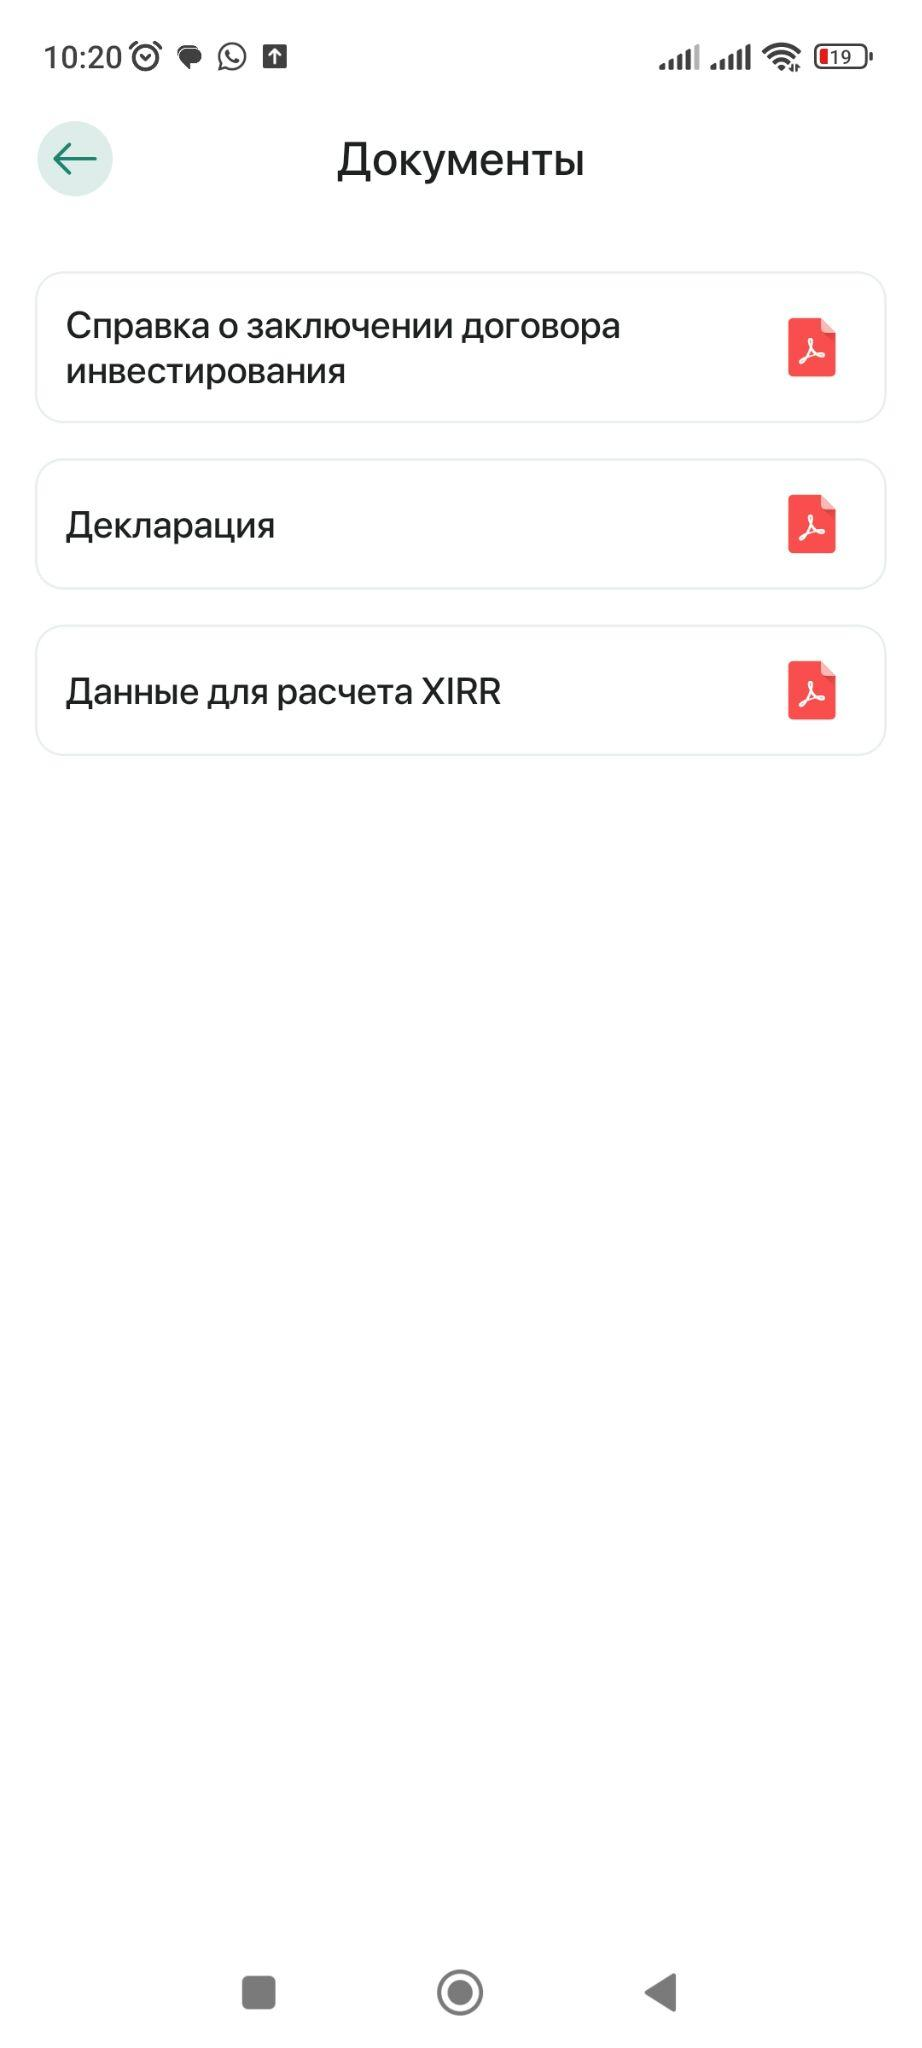 10:20
19
Документы
Справка о заключении договора
инвестирования
Декларация
Данные для расчета XIRR